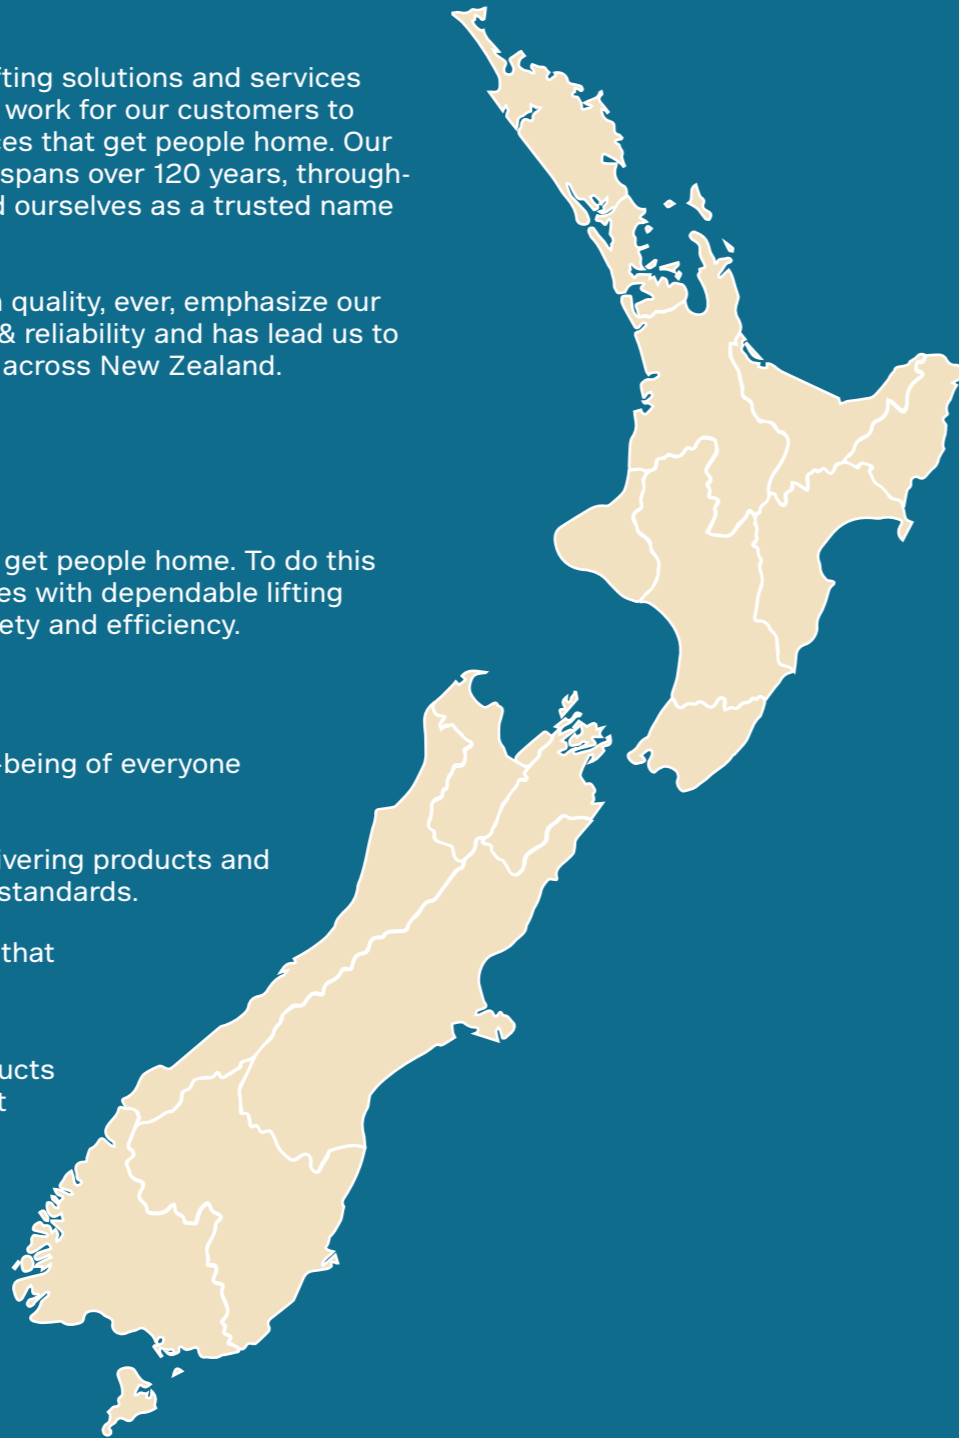 ting solutions and services
work for our customers to
ces that get people home. Our
spans over 120 years, through-
d ourselves as a trusted name
quality, ever, emphasize our
& reliability and has lead us to
across New Zealand.
get people home. To do this
es with dependable lifting
ety and efficiency.
-being of everyone
ivering products and
standards.
that
ucts
t